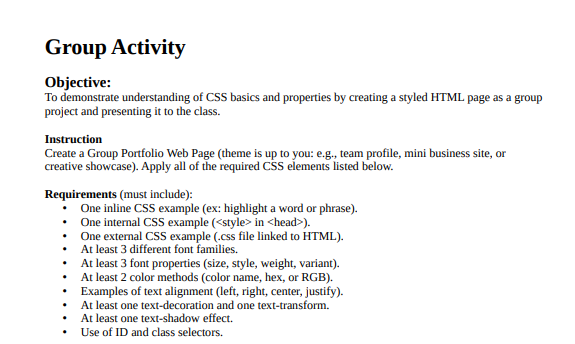 Group Activity
Objective:
To demonstrate understanding of CSS basics and properties by creating a styled HTML page as a group
project and presenting it to the class.
Instruction
Create a Group Portfolio Web Page (theme is up to you: e.g., team profile, mini business site, or
creative showcase). Apply all of the required CSS elements listed below.
Requirements (must include):
• One inline CSS example (ex: highlight a word or phrase).
• One internal CSS example (<style> in <head>).
• One external CSS example (.css file linked to HTML).
• At least 3 different font families.
• At least 3 font properties (size, style, weight, variant).
• At least 2 color methods (color name, hex, or RGB).
• Examples of text alignment (left, right, center, justify).
• At least one text-decoration and one text-transform.
• At least one text-shadow effect.
• Use of ID and class selectors.